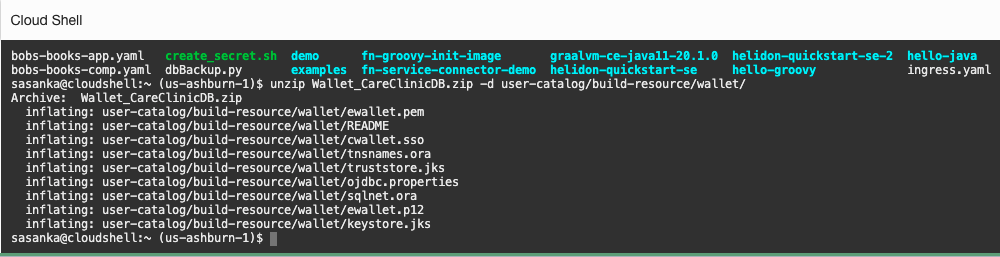 Cloud Shell
bobs-books-app.yaml create_secret.sh demo fn-groovy-init-image graalvm-ce-java11-20.1.0 helidon-quickstart-se-2 hello-java
bobs-books-comp.yaml dbBackup.py examples fn-service-connector-demo helidon-quickstart-se hello-groovy ingress.yaml
sasanka@cloudshell:~ (us-ashburn-1)$ unzip Wallet_CareClinicDB.zip -d user-catalog/build-resource/wallet/
Archive: Wallet_CareClinicDB.zip
inflating: user-catalog/build-resource/wallet/ewallet.pem
inflating: user-catalog/build-resource/wallet/README
inflating: user-catalog/build-resource/wallet/cwallet.sso
inflating: user-catalog/build-resource/wallet/tnsnames.ora
inflating: user-catalog/build-resource/wallet/truststore.jks
inflating: user-catalog/build-resource/wallet/ojdbc.properties
inflating: user-catalog/build-resource/wallet/sqlnet.ora
inflating: user-catalog/build-resource/wallet/ewallet.p12
inflating: user-catalog/build-resource/wallet/keystore.jks
sasanka@cloudshell:~ (us-ashburn-1)$